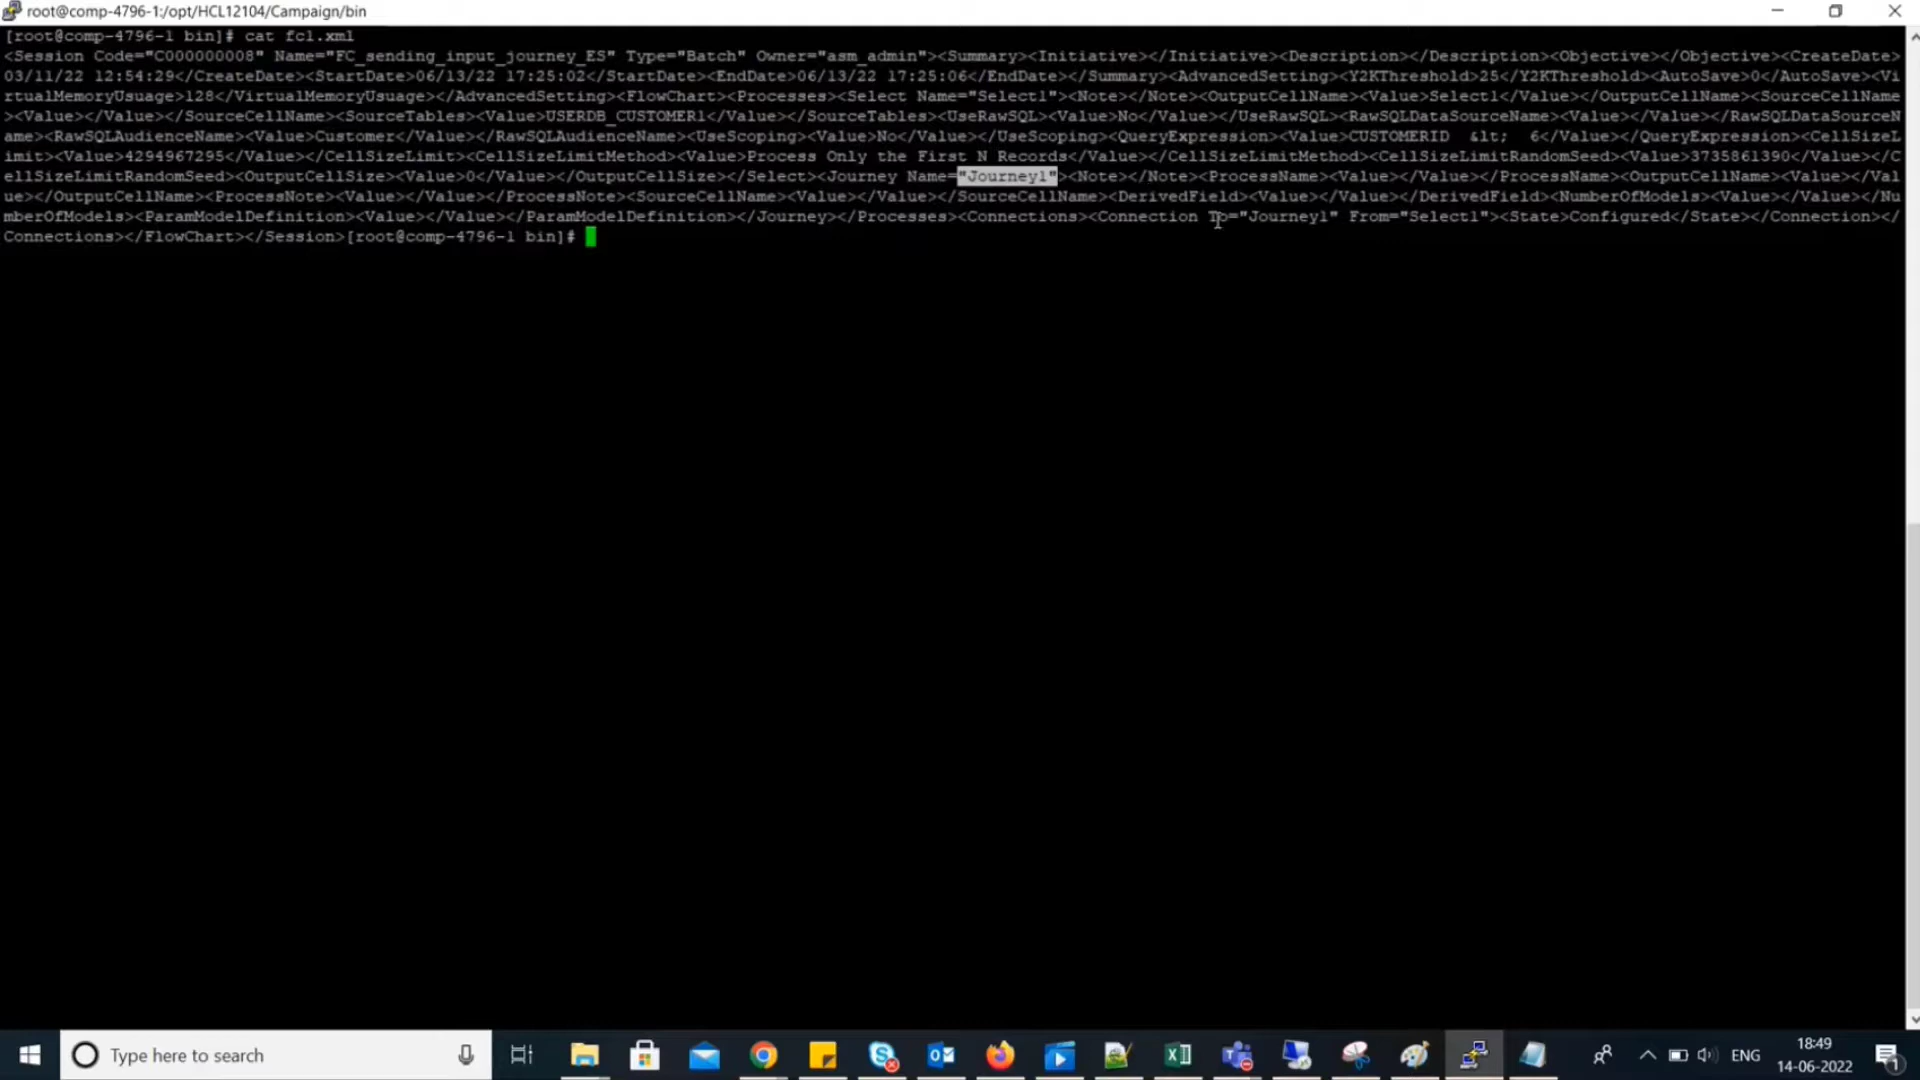 root@comp-4796-1:/opt/HCL12104/Campaign/bin
[root@comp-4796-1 bin]# cat fc1.xml
<Session Code="C000000008" Name="FC_sending_input_journey_ES" Type="Batch" Owner="asm_admin"><Summary><Initiative></Initiative><Description></Description><Objective></Objective><CreateDate>
03/11/22 12:54:29</CreateDate><StartDate>06/13/22 17:25:02</StartDate><EndDate>06/13/22 17:25:06</EndDate></Summary><AdvancedSetting><Y2KThreshold>25</Y2KThreshold><AutoSave>0</AutoSave><Vi
rtualMemoryUsuage>128</VirtualMemoryUsuage></AdvancedSetting><FlowChart><Processes><Select Name="Select1"><Note></Note><OutputCellName><Value>Select1</Value></OutputCellName><SourceCellName
><Value></Value></SourceCellName><SourceTables><Value>USERDB_CUSTOMER1</Value></SourceTables><UseRawSQL><Value>No</Value></UseRawSQL><RawSQLDataSourceName><Value></Value></RawSQLDataSourceN
ame><RawSQLAudienceName><Value>Customer</Value></RawSQLAudienceName><UseScoping><Value>No</Value></UseScoping><QueryExpression><Value>CUSTOMERID  &lt;  6</Value></QueryExpression><CellSizeL
imit><Value>4294967295</Value></CellSizeLimit><CellSizeLimitMethod><Value>Process Only the First N Records</Value></CellSizeLimitMethod><CellSizeLimitRandomSeed><Value>3735861390</Value></C
ellSizeLimitRandomSeed><OutputCellSize><Value>0</Value></OutputCellSize></Select><Journey Name="Journey1"><Note></Note><ProcessName><Value></Value></ProcessName><OutputCellName><Value></Val
ue></OutputCellName><ProcessNote><Value></Value></ProcessNote><SourceCellName><Value></Value></SourceCellName><DerivedField><Value></Value></DerivedField><NumberOfModels><Value></Value></Nu
mberOfModels><ParamModelDefinition><Value></Value></ParamModelDefinition></Journey></Processes><Connections><Connection To="Journey1" From="Select1"><State>Configured</State></Connection></
Connections></FlowChart></Session>[root@comp-4796-1 bin]#
Type here to search
ENG
18:49
14-06-2022
1